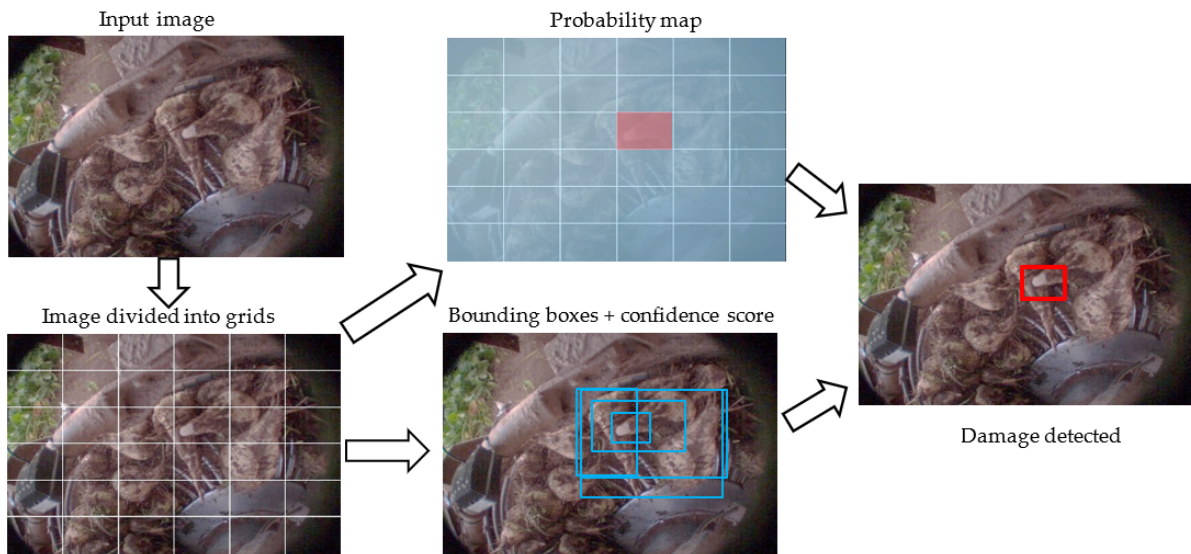 Input image
Probability map
Image divided into grids
Bounding boxes + confidence score
Damage detected